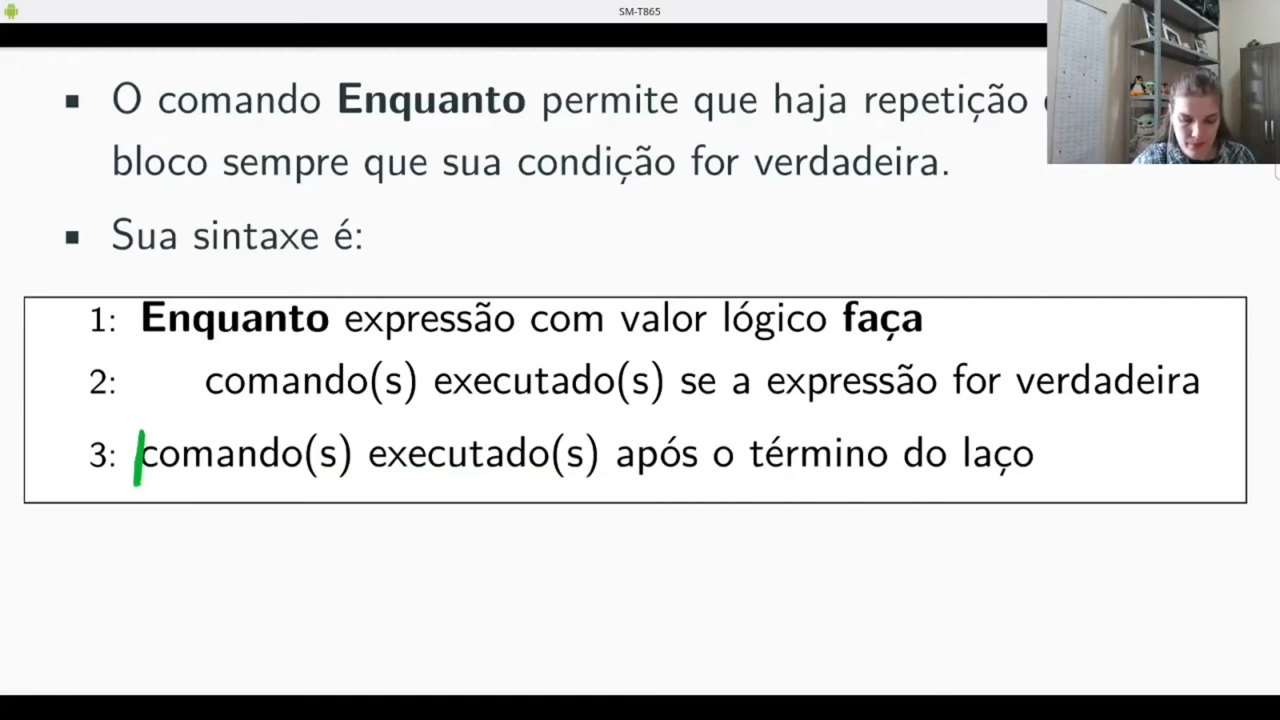 SM-T865
▪ O comando Enquanto permite que haja repetição
bloco sempre que sua condição for verdadeira.
▪ Sua sintaxe é:
1: Enquanto expressão com valor lógico faça
2: comando(s) executado(s) se a expressão for verdadeira
3: comando(s) executado(s) após o término do laço